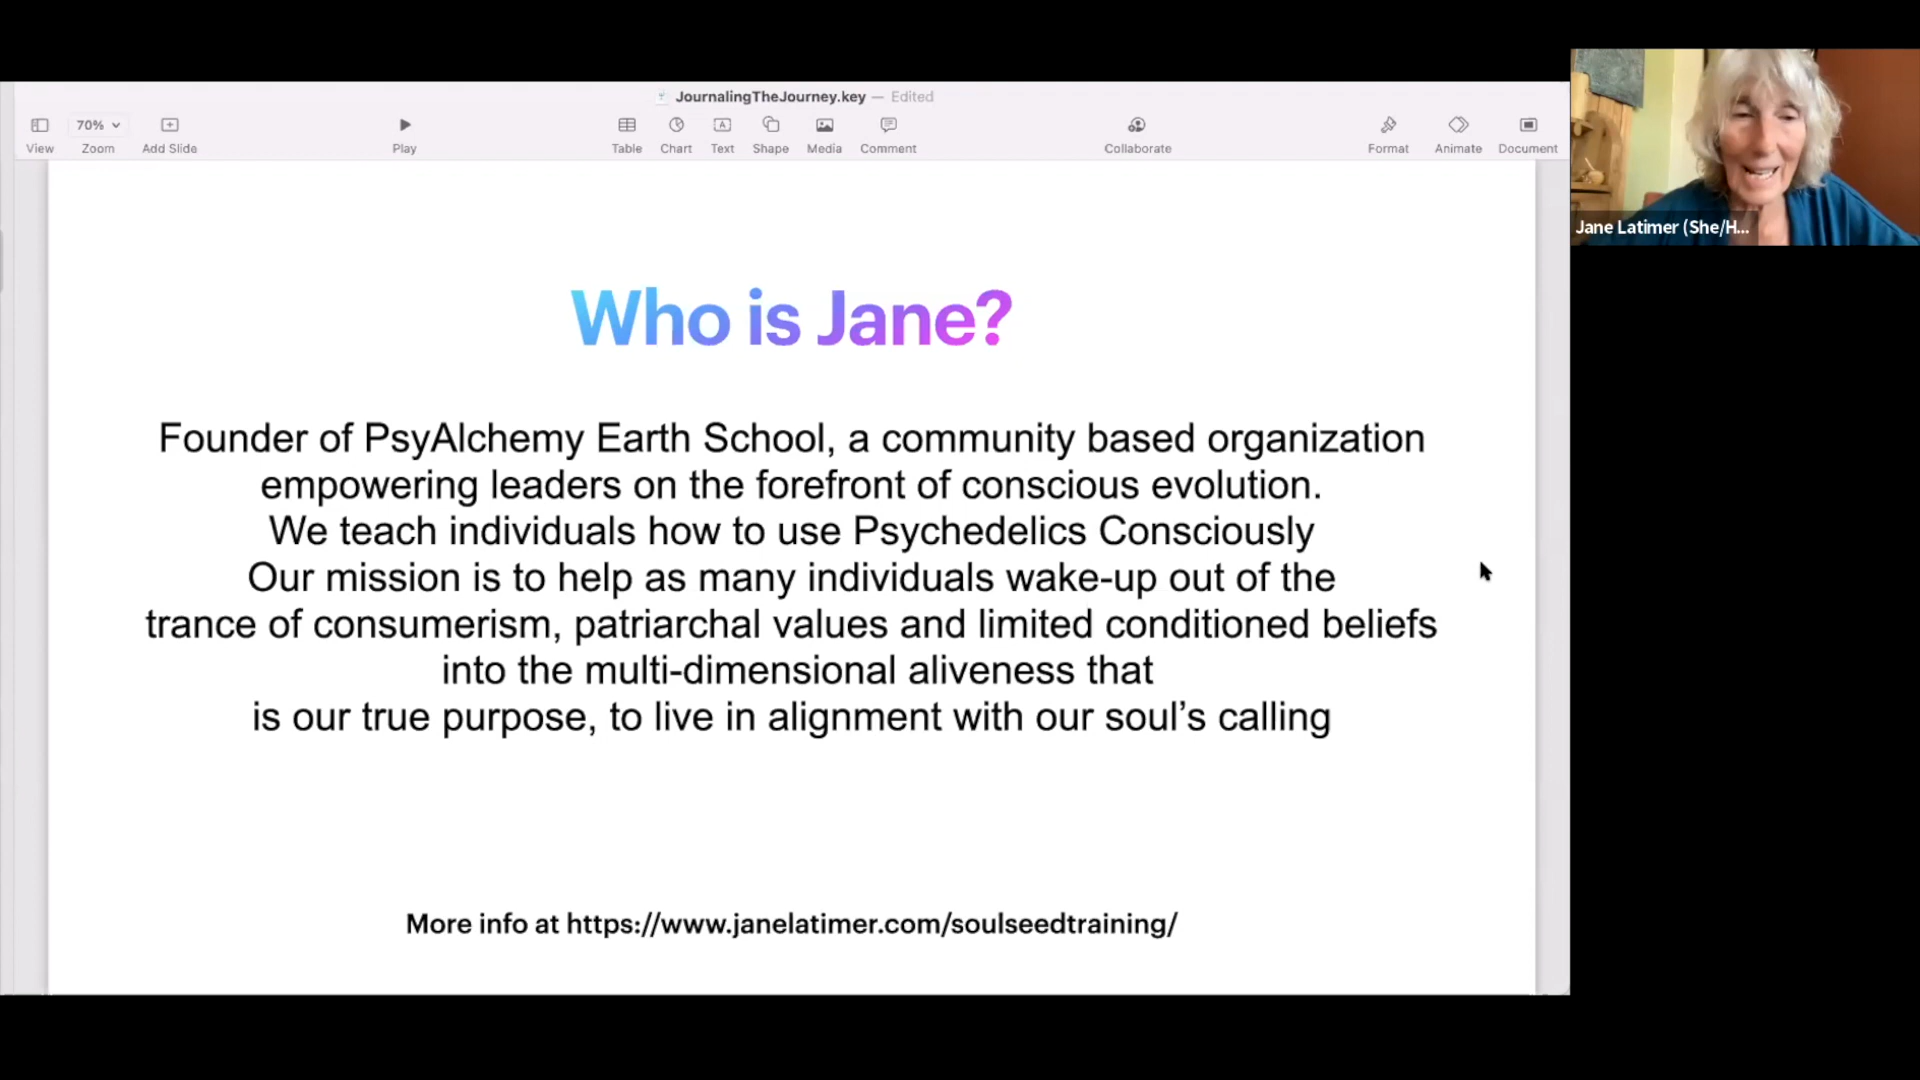 JournalingTheJourney.key — Edited
70%
View
Zoom
Add Slide
Play
Table
Chart
Text
Shape
Media
Comment
Collaborate
Format
Animate
Document
Jane Latimer (She/H...
Who is Jane?
Founder of PsyAlchemy Earth School, a community based organization
empowering leaders on the forefront of conscious evolution.
We teach individuals how to use Psychedelics Consciously
Our mission is to help as many individuals wake-up out of the
trance of consumerism, patriarchal values and limited conditioned beliefs
into the multi-dimensional aliveness that
is our true purpose, to live in alignment with our soul’s calling
More info at https://www.janelatimer.com/soulseedtraining/